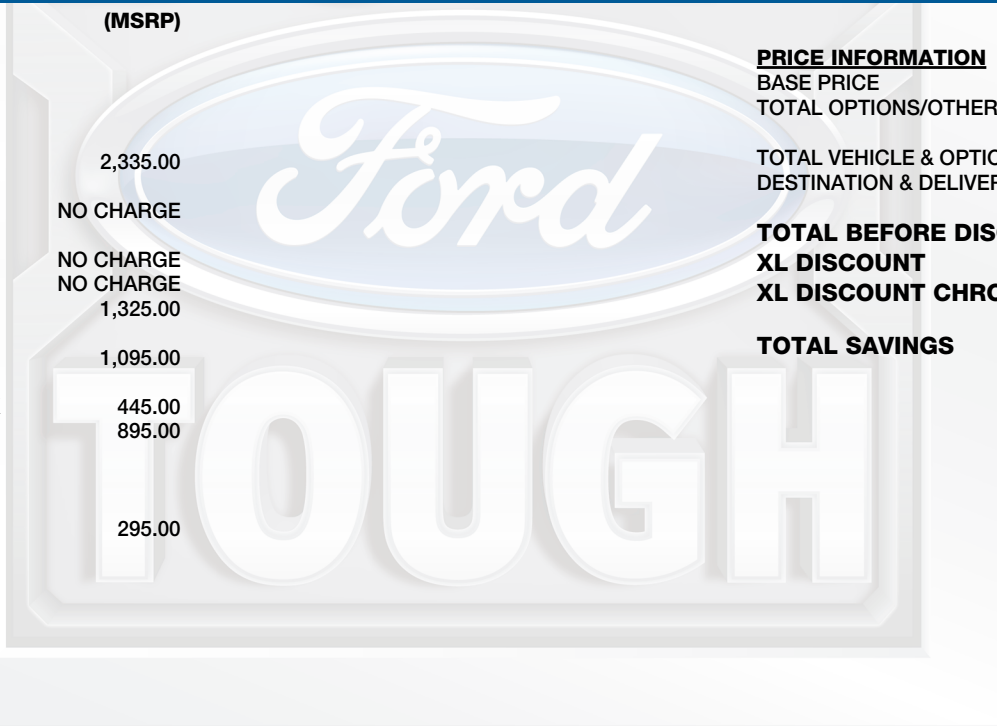 (MSRP)
2,335.00
NO CHARGE
NO CHARGE
NO CHARGE
1,325.00
1,095.00
445.00
895.00
295.00
Ford
TOUGH
PRICE INFORMATION
BASE PRICE
TOTAL OPTIONS/OTHER
TOTAL VEHICLE & OPTIO
DESTINATION & DELIVER
TOTAL BEFORE DISC
XL DISCOUNT
XL DISCOUNT CHRO
TOTAL SAVINGS